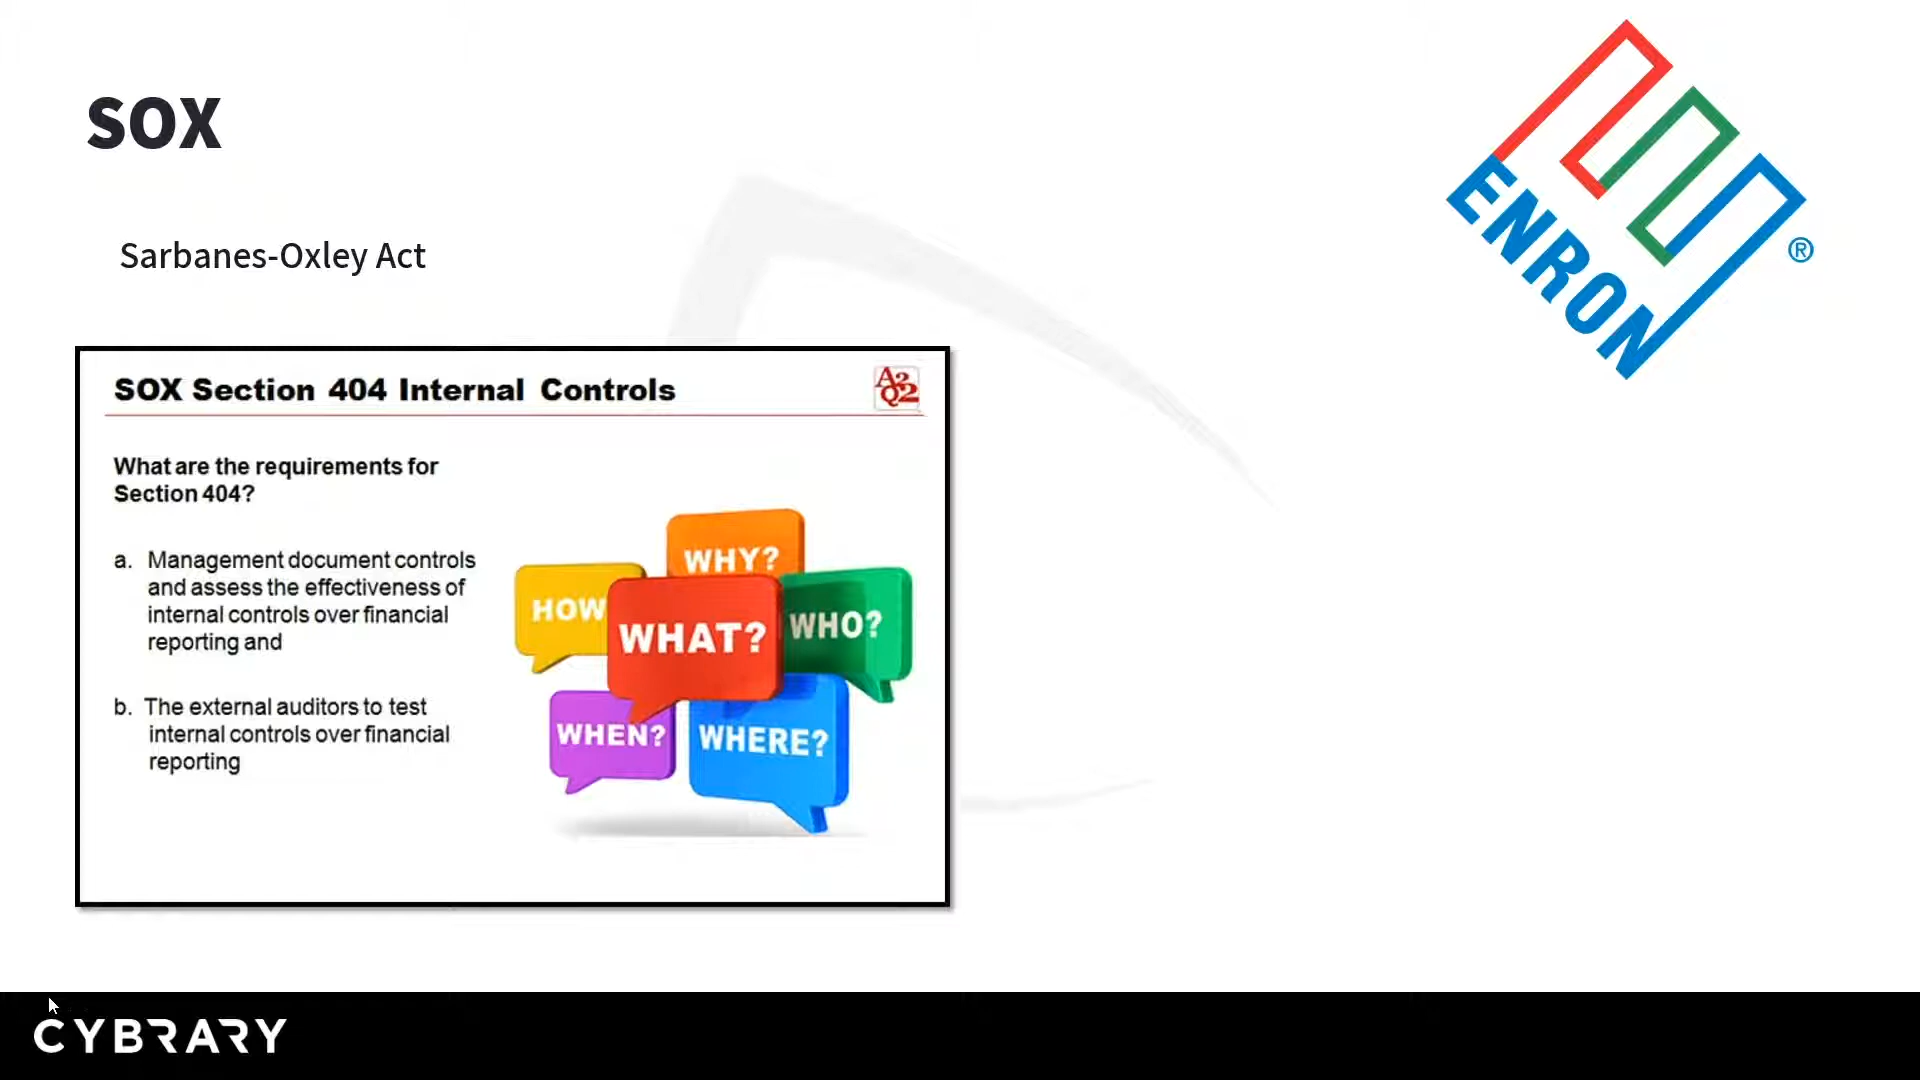 SOX
ENRON
®
Sarbanes-Oxley Act
SOX Section 404 Internal Controls
A2
Q2
What are the requirements for
Section 404?
a. Management document controls
and assess the effectiveness of
internal controls over financial
reporting and
b. The external auditors to test
internal controls over financial
reporting
WHY?
HOW
WHAT?
WHO?
WHEN?
WHERE?
CYBRARY